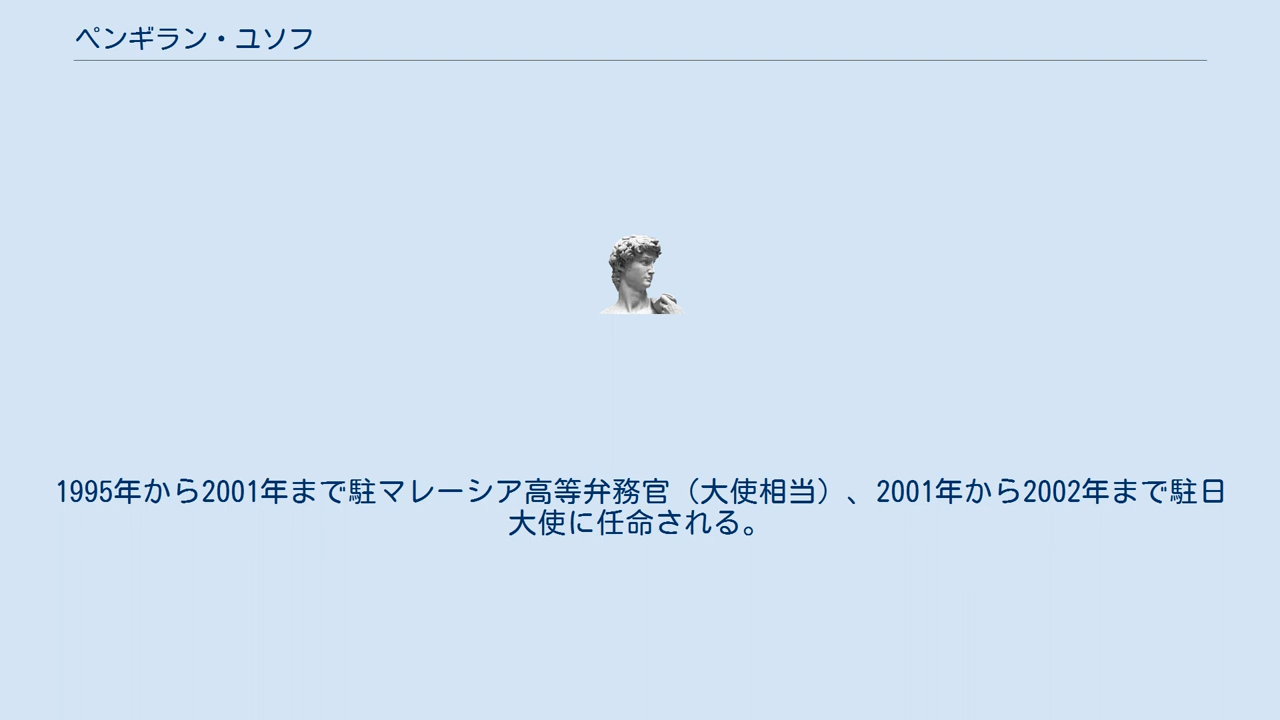 ペンギラン・ユソフ
1995年から2001年まで駐マレーシア高等弁務官（大使相当）、2001年から2002年まで駐日
大使に任命される。